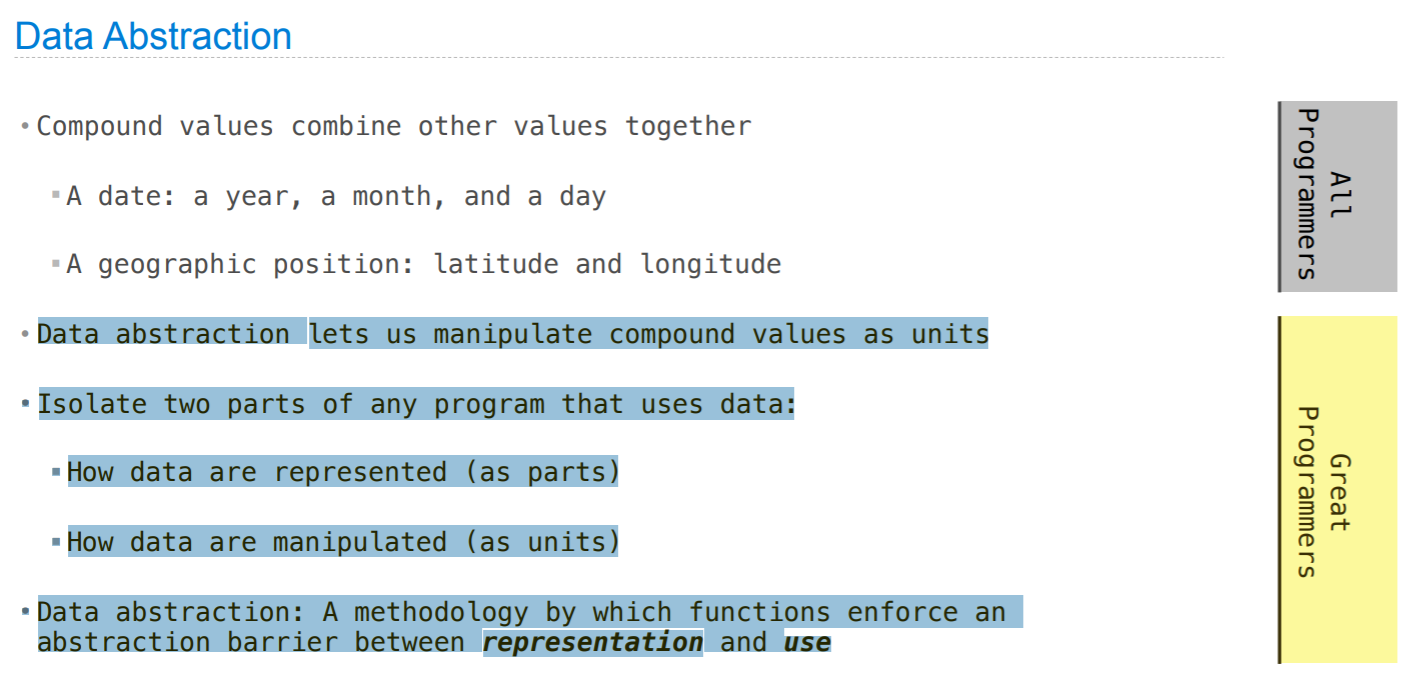 Data Abstraction
• Compound values combine other values together
▪ A date: a year, a month, and a day
▪ A geographic position: latitude and longitude
• Data abstraction lets us manipulate compound values as units
• Isolate two parts of any program that uses data:
▪ How data are represented (as parts)
▪ How data are manipulated (as units)
• Data abstraction: A methodology by which functions enforce an
abstraction barrier between representation and use
All
Programmers
Great
Programmers